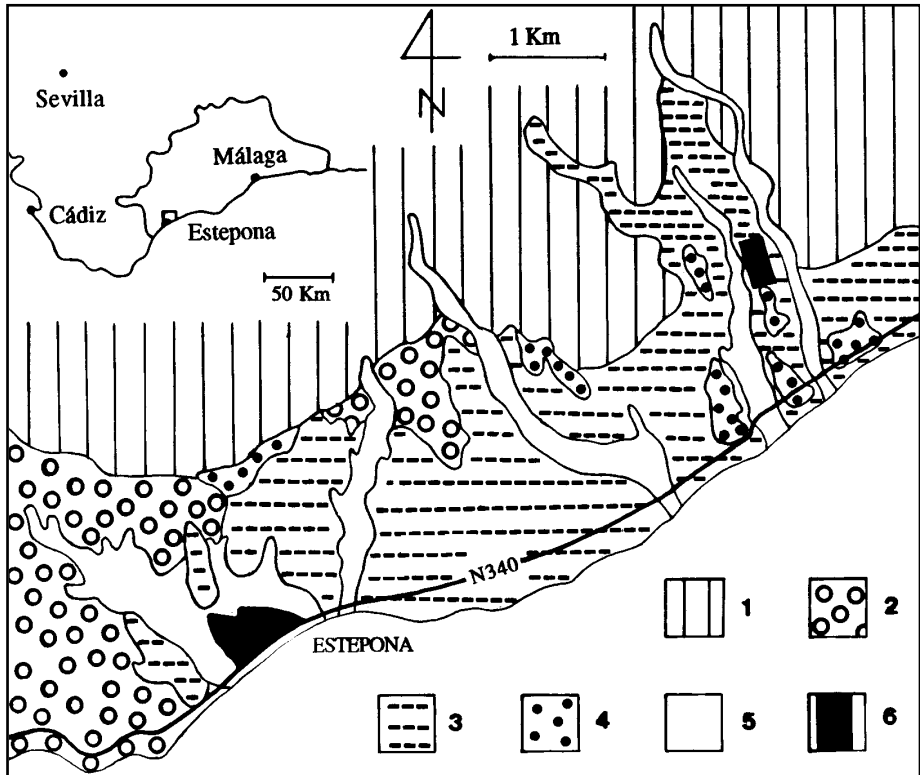 1 Km
N
Sevilla
Málaga
Cádiz
Estepona
50 Km
N340
ESTEPONA
1
2
3
4
5
6